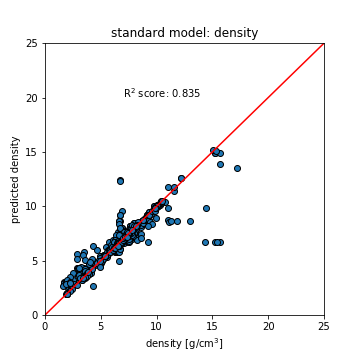 standard model: density
25
R² score: 0.835
20
15
predicted density
10
5
0
0 5 10 15 20 25
density [g/cm³]